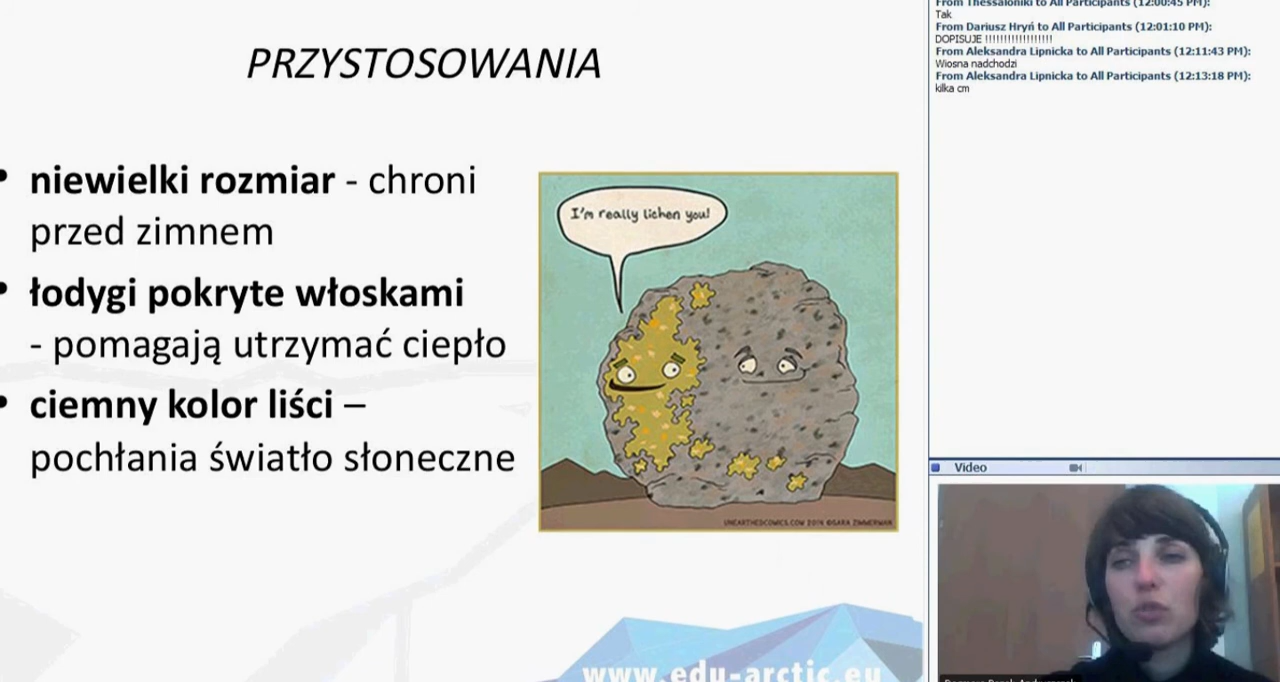 PRZYSTOSOWANIA
• niewielki rozmiar - chroni
przed zimnem
• łodygi pokryte włoskami
- pomagają utrzymać ciepło
• ciemny kolor liści –
pochłania światło słoneczne
I'm really lichen you!
UNEARTHEDCOMICS.COM 2014 ©SARA ZIMMERMAN
www.edu-arctic.eu
From Thessaloniki to All Participants (12:00:45 PM):
Tak
From Dariusz Hryń to All Participants (12:01:10 PM):
DOPISUJE !!!!!!!!!!!!!!!!!!
From Aleksandra Lipnicka to All Participants (12:11:43 PM):
Wiosna nadchodzi
From Aleksandra Lipnicka to All Participants (12:13:18 PM):
kilka cm
Video